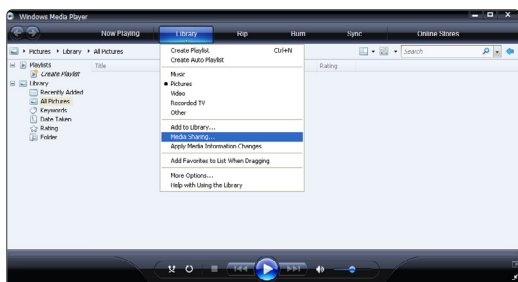 Windows Media Player
Now Playing
Library
Rip
Burn
Sync
Online Stores
Pictures
Library
All Pictures
Search
Playlists
Create Playlist
Library
Recently Added
All Pictures
Keywords
Date Taken
Rating
Folder
Title
Rating
Create Playlist Ctrl+N
Create Auto Playlist
Music
Pictures
Video
Recorded TV
Other
Add to Library...
Media Sharing...
Apply Media Information Changes
Add Favorites to List When Dragging
More Options...
Help with Using the Library